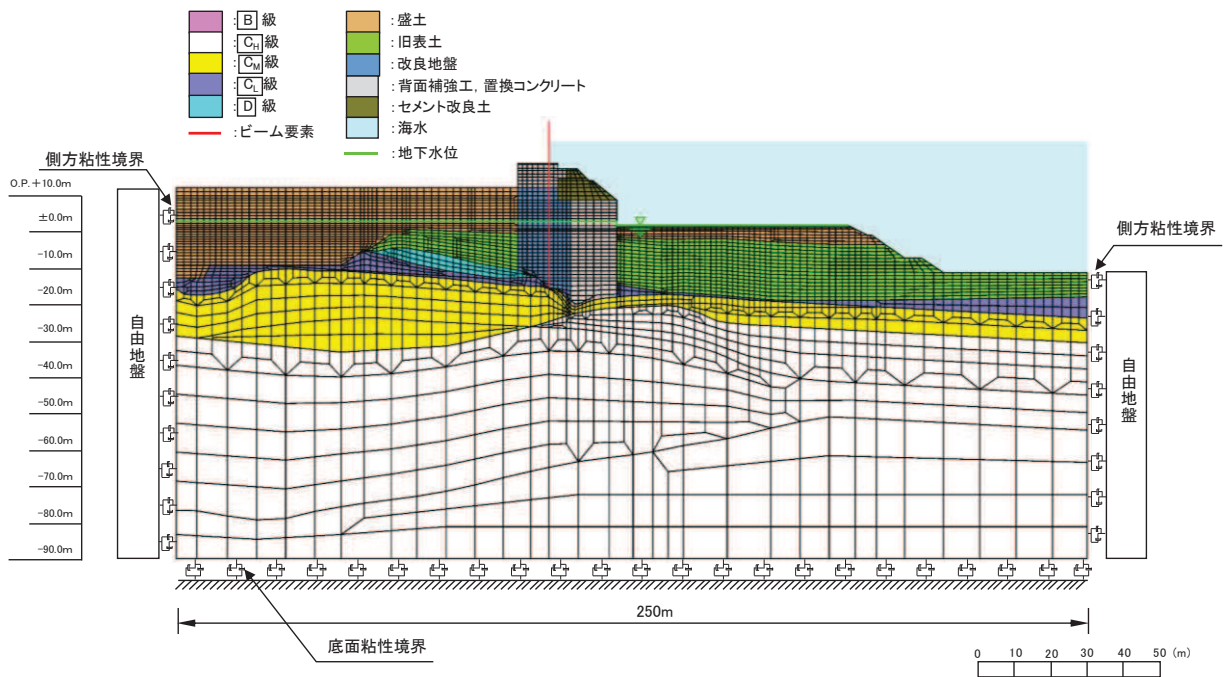 :B 級
:CH級
:CM級
:CL級
:D 級
:ビーム要素
:盛土
:旧表土
:改良地盤
:背面補強工，置換コンクリート
:セメント改良土
:海水
:地下水位
側方粘性境界
側方粘性境界
O.P.+10.0m
±0.0m
-10.0m
-20.0m
-30.0m
-40.0m
-50.0m
-60.0m
-70.0m
-80.0m
-90.0m
自由地盤
自由地盤
250m
底面粘性境界
0 10 20 30 40 50 (m)